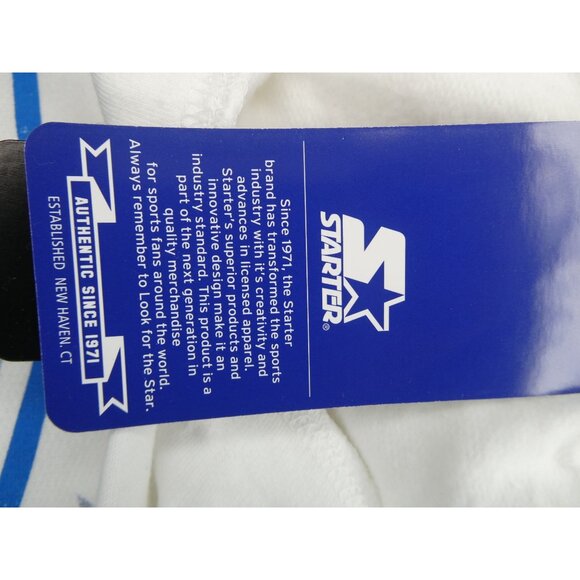 STARTER®
Since 1971, the Starter
brand has transformed the sports
industry with it's creativity and
advances in licensed apparel.
Starter's superior products and
innovative design make it an
industry standard. This product is a
part of the next generation in
quality merchandise
for sports fans around the world.
Always remember to Look for the Star.
AUTHENTIC SINCE 1971
ESTABLISHED NEW HAVEN, CT